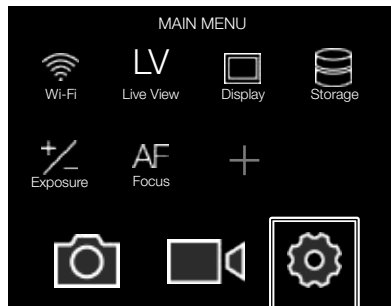 MAIN MENU
LV
AF
Wi-Fi
Live View
Display
Storage
Exposure
Focus